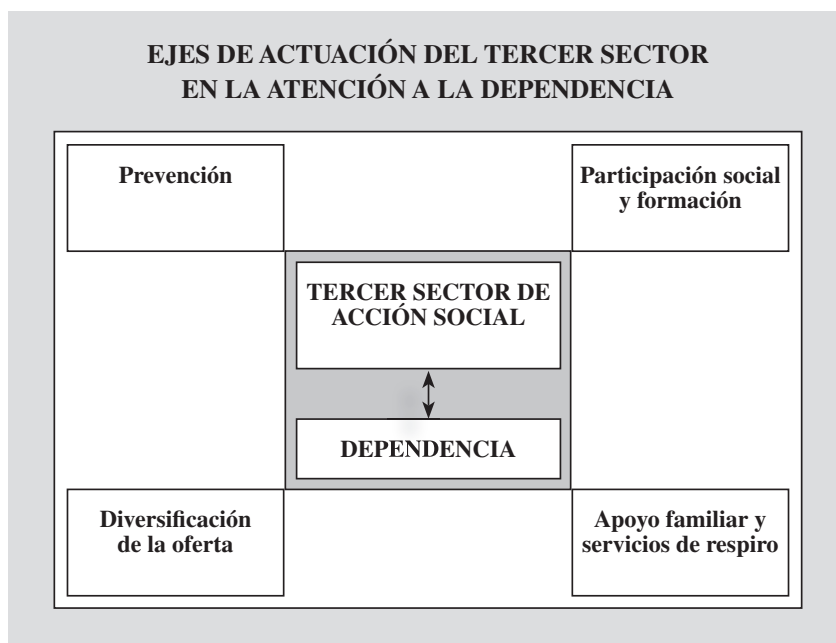 EJES DE ACTUACIÓN DEL TERCER SECTOR
EN LA ATENCIÓN A LA DEPENDENCIA
Prevención
Participación social
y formación
TERCER SECTOR DE
ACCIÓN SOCIAL
DEPENDENCIA
Diversificación
de la oferta
Apoyo familiar y
servicios de respiro